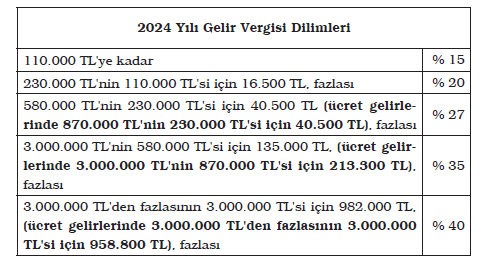 2024 Yılı Gelir Vergisi Dilimleri
110.000 TL'ye kadar % 15
230.000 TL'nin 110.000 TL'si için 16.500 TL, fazlası % 20
580.000 TL'nin 230.000 TL'si için 40.500 TL (ücret gelirle-
rinde 870.000 TL'nin 230.000 TL'si için 40.500 TL), fazlası % 27
3.000.000 TL'nin 580.000 TL'si için 135.000 TL, (ücret gelir-
lerinde 3.000.000 TL'nin 870.000 TL'si için 213.300 TL), % 35
fazlası
3.000.000 TL'den fazlasının 3.000.000 TL'si için 982.000 TL,
(ücret gelirlerinde 3.000.000 TL'den fazlasının 3.000.000 % 40
TL'si için 958.800 TL), fazlası